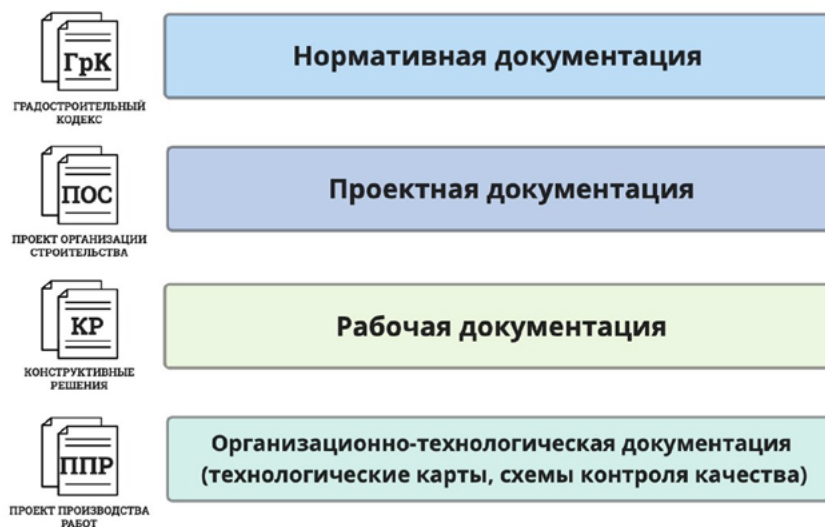 ГрК
ГРАДОСТРОИТЕЛЬНЫЙ
КОДЕКС
Нормативная документация
ПОС
ПРОЕКТ ОРГАНИЗАЦИИ
СТРОИТЕЛЬСТВА
Проектная документация
КР
КОНСТРУКТИВНЫЕ
РЕШЕНИЯ
Рабочая документация
ППР
ПРОЕКТ ПРОИЗВОДСТВА
РАБОТ
Организационно-технологическая документация
(технологические карты, схемы контроля качества)